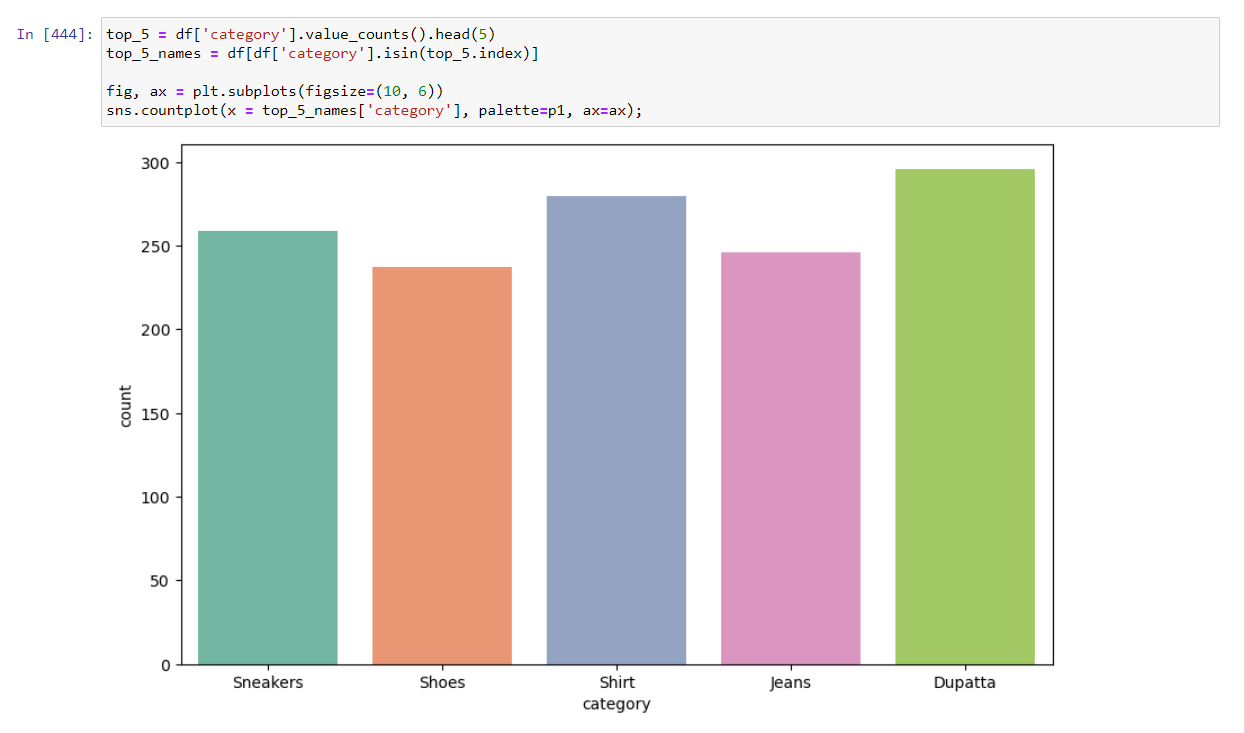 In [444]: top_5 = df['category'].value_counts().head(5)
top_5_names = df[df['category'].isin(top_5.index)]
fig, ax = plt.subplots(figsize=(10, 6))
sns.countplot(x = top_5_names['category'], palette=p1, ax=ax);
300
250
200
150
100
50
0
count
Sneakers Shoes Shirt Jeans Dupatta
category